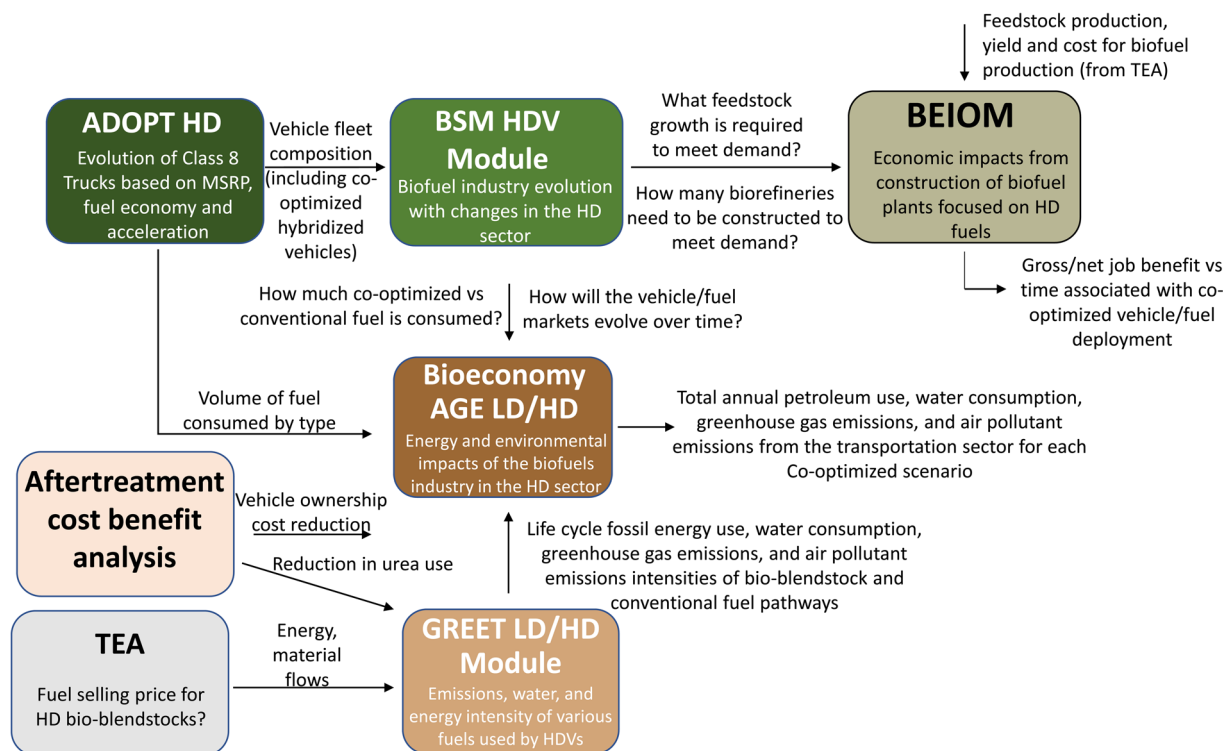 Feedstock production,
yield and cost for biofuel
production (from TEA)
ADOPT HD
Evolution of Class 8
Trucks based on MSRP,
fuel economy and
acceleration
Vehicle fleet
composition
(including co-
optimized
hybridized
vehicles)
BSM HDV
Module
Biofuel industry evolution
with changes in the HD
sector
What feedstock
growth is required
to meet demand?
How many biorefineries
need to be constructed to
meet demand?
BEIOM
Economic impacts from
construction of biofuel
plants focused on HD
fuels
Gross/net job benefit vs
time associated with co-
optimized vehicle/fuel
deployment
How much co-optimized vs
conventional fuel is consumed?
How will the vehicle/fuel
markets evolve over time?
Volume of fuel
consumed by type
Bioeconomy
AGE LD/HD
Energy and environmental
impacts of the biofuels
industry in the HD sector
Total annual petroleum use, water consumption,
greenhouse gas emissions, and air pollutant
emissions from the transportation sector for each
Co-optimized scenario
Aftertreatment
cost benefit
analysis
Vehicle ownership
cost reduction
Reduction in urea use
Life cycle fossil energy use, water consumption,
greenhouse gas emissions, and air pollutant
emissions intensities of bio-blendstock and
conventional fuel pathways
TEA
Fuel selling price for
HD bio-blendstocks?
Energy,
material
flows
GREET LD/HD
Module
Emissions, water, and
energy intensity of various
fuels used by HDVs